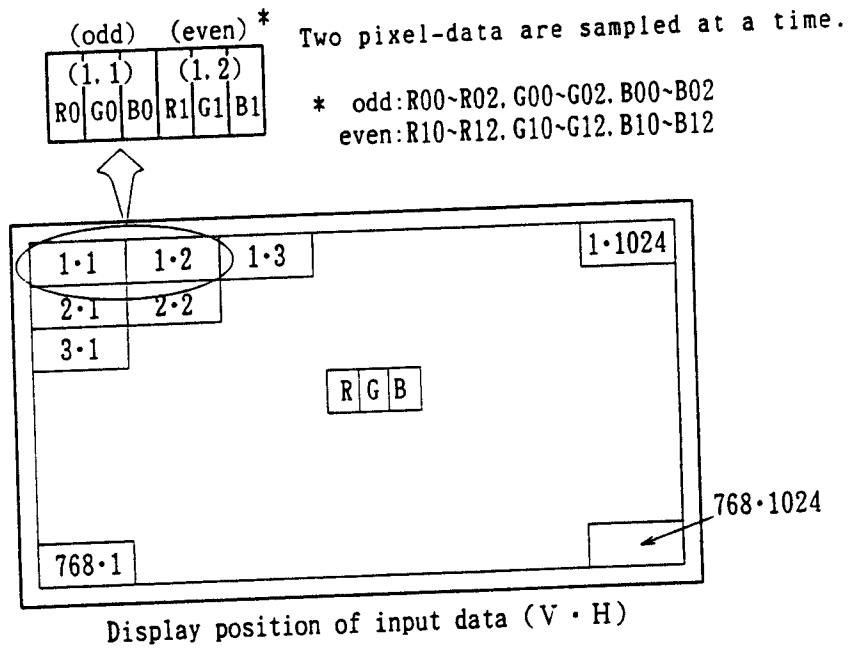 (odd) (even) *
Two pixel-data are sampled at a time.
(1, 1) (1, 2)
R0 G0 B0 R1 G1 B1
* odd:R00~R02, G00~G02, B00~B02
even:R10~R12, G10~G12, B10~B12
1・1 1・2 1・3 1・1024
2・1 2・2
3・1
R G B
768・1024
768・1
Display position of input data (V・H)